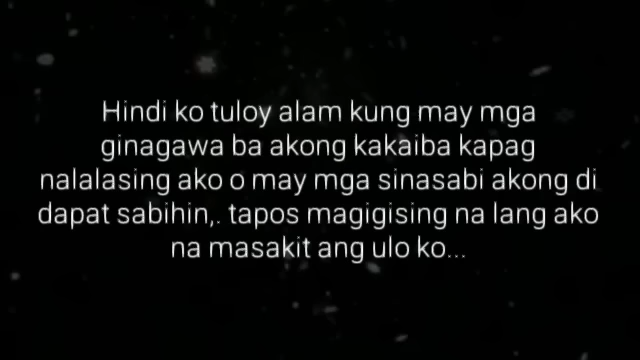 Hindi ko tuloy alam kung may mga
ginagawa ba akong kakaiba kapag
nalalasing ako o may mga sinasabi akong di
dapat sabihin,. tapos magigising na lang ako
na masakit ang ulo ko...